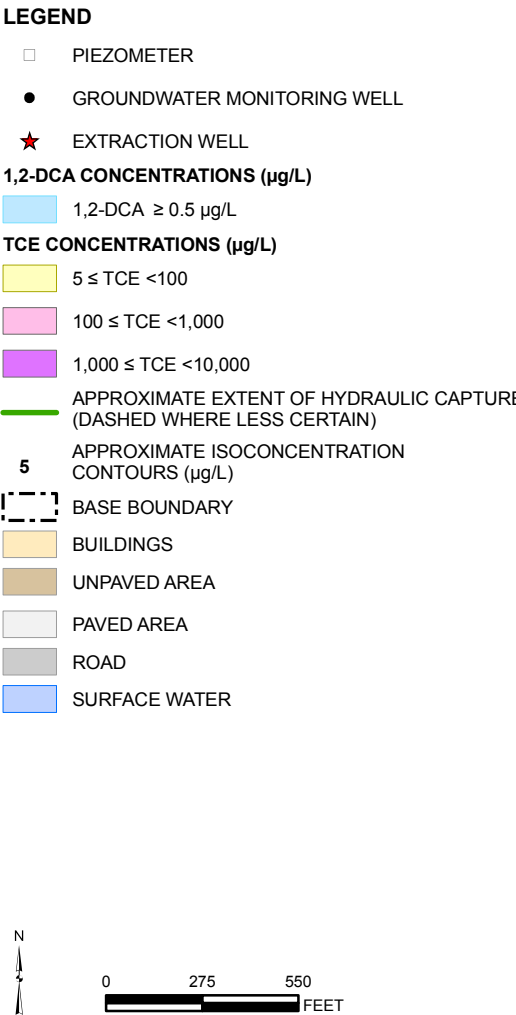 LEGEND
PIEZOMETER
GROUNDWATER MONITORING WELL
EXTRACTION WELL
1,2-DCA CONCENTRATIONS (µg/L)
1,2-DCA ≥ 0.5 µg/L
TCE CONCENTRATIONS (µg/L)
5 ≤ TCE <100
100 ≤ TCE <1,000
1,000 ≤ TCE <10,000
APPROXIMATE EXTENT OF HYDRAULIC CAPTURE
(DASHED WHERE LESS CERTAIN)
5 APPROXIMATE ISOCONCENTRATION
CONTOURS (µg/L)
BASE BOUNDARY
BUILDINGS
UNPAVED AREA
PAVED AREA
ROAD
SURFACE WATER
N
0 275 550
FEET